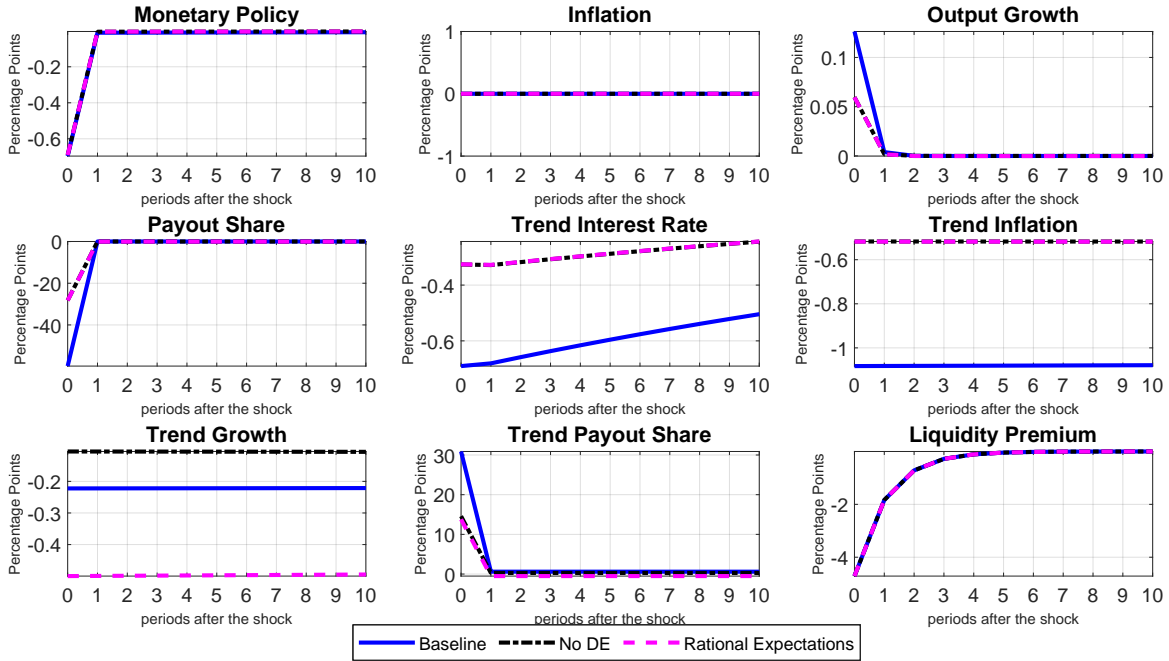 Monetary Policy
Percentage Points
-0.2
-0.4
-0.6
0 1 2 3 4 5 6 7 8 9 10
periods after the shock
Inflation
Percentage Points
1
0
-1
0 1 2 3 4 5 6 7 8 9 10
periods after the shock
Output Growth
Percentage Points
0.1
0.05
0
0 1 2 3 4 5 6 7 8 9 10
periods after the shock
Payout Share
Percentage Points
0
-20
-40
0 1 2 3 4 5 6 7 8 9 10
periods after the shock
Trend Interest Rate
Percentage Points
-0.4
-0.6
0 1 2 3 4 5 6 7 8 9 10
periods after the shock
Trend Inflation
Percentage Points
-0.6
-0.8
-1
0 1 2 3 4 5 6 7 8 9 10
periods after the shock
Trend Growth
Percentage Points
-0.2
-0.3
-0.4
0 1 2 3 4 5 6 7 8 9 10
periods after the shock
Trend Payout Share
Percentage Points
30
20
10
0
0 1 2 3 4 5 6 7 8 9 10
periods after the shock
Liquidity Premium
Percentage Points
-2
-4
0 1 2 3 4 5 6 7 8 9 10
periods after the shock
Baseline No DE Rational Expectations